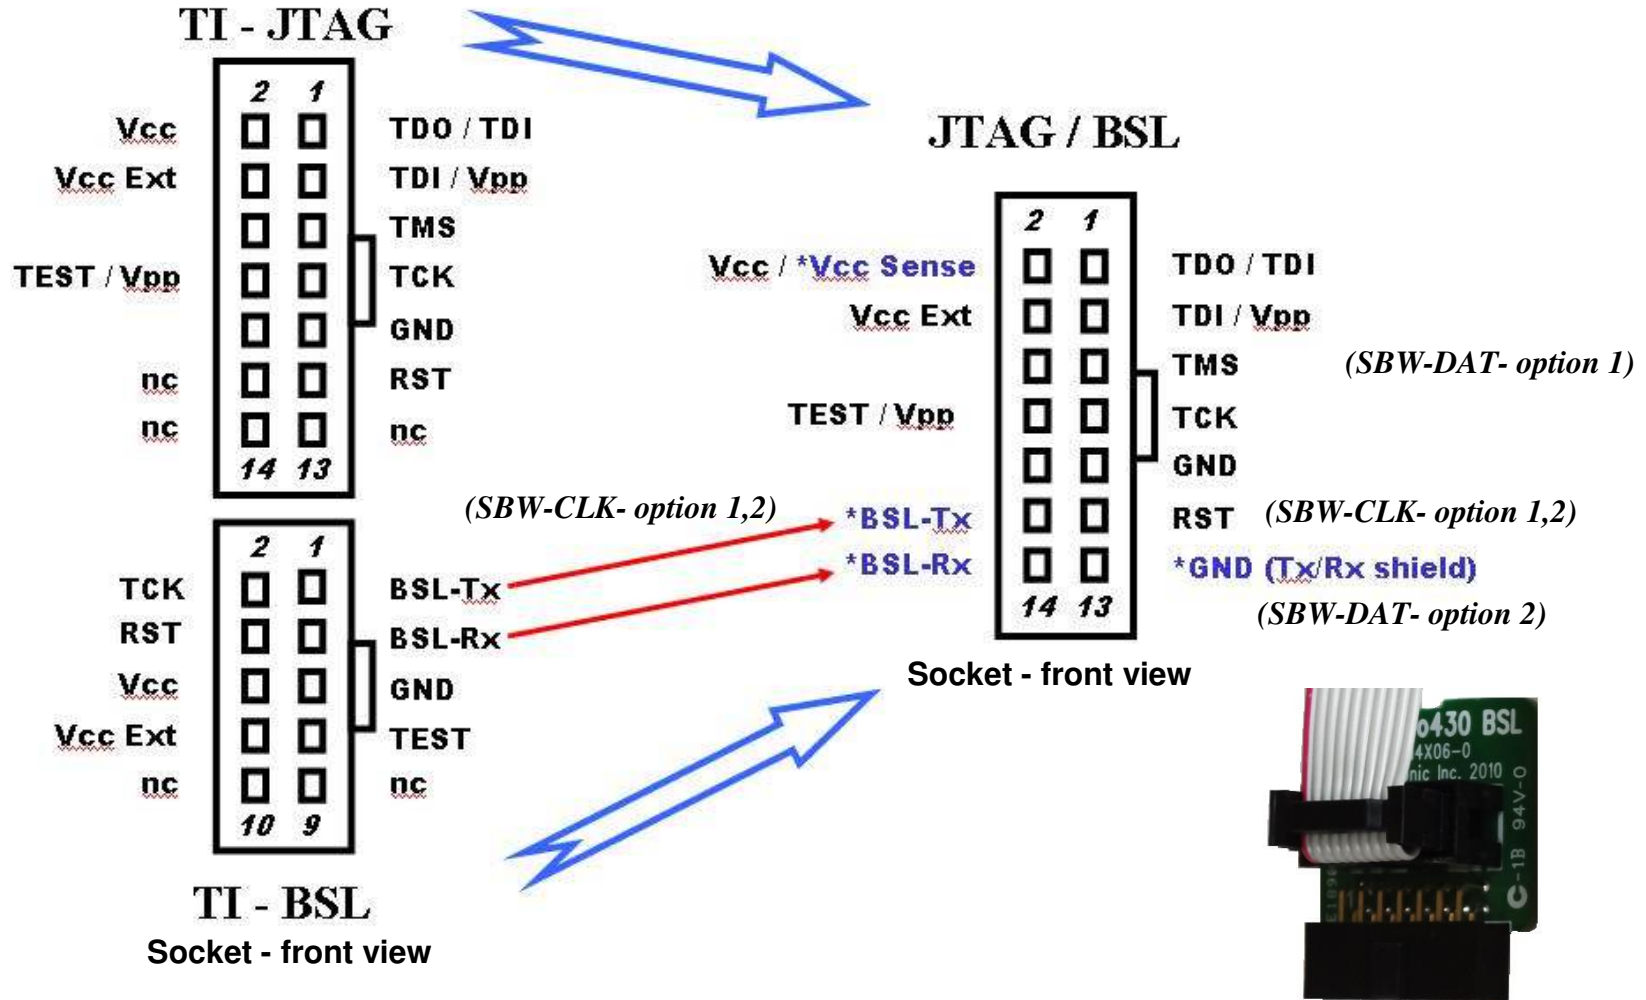 TI - JTAG
2 1
Vcc TDO / TDI
Vcc Ext TDI / Vpp
TMS
TEST / Vpp TCK
GND
nc RST
nc nc
14 13
JTAG / BSL
2 1
Vcc / *Vcc Sense TDO / TDI
Vcc Ext TDI / Vpp
TMS (SBW-DAT- option 1)
TEST / Vpp TCK
GND
*BSL-Tx RST (SBW-CLK- option 1,2)
*BSL-Rx *GND (Tx/Rx shield)
14 13 (SBW-DAT- option 2)
Socket - front view
(SBW-CLK- option 1,2)
2 1
TCK BSL-Tx
RST BSL-Rx
Vcc GND
Vcc Ext TEST
nc nc
10 9
TI - BSL
Socket - front view
o430 BSL
4X06-0
nic Inc. 2010
C-1B 94V-0